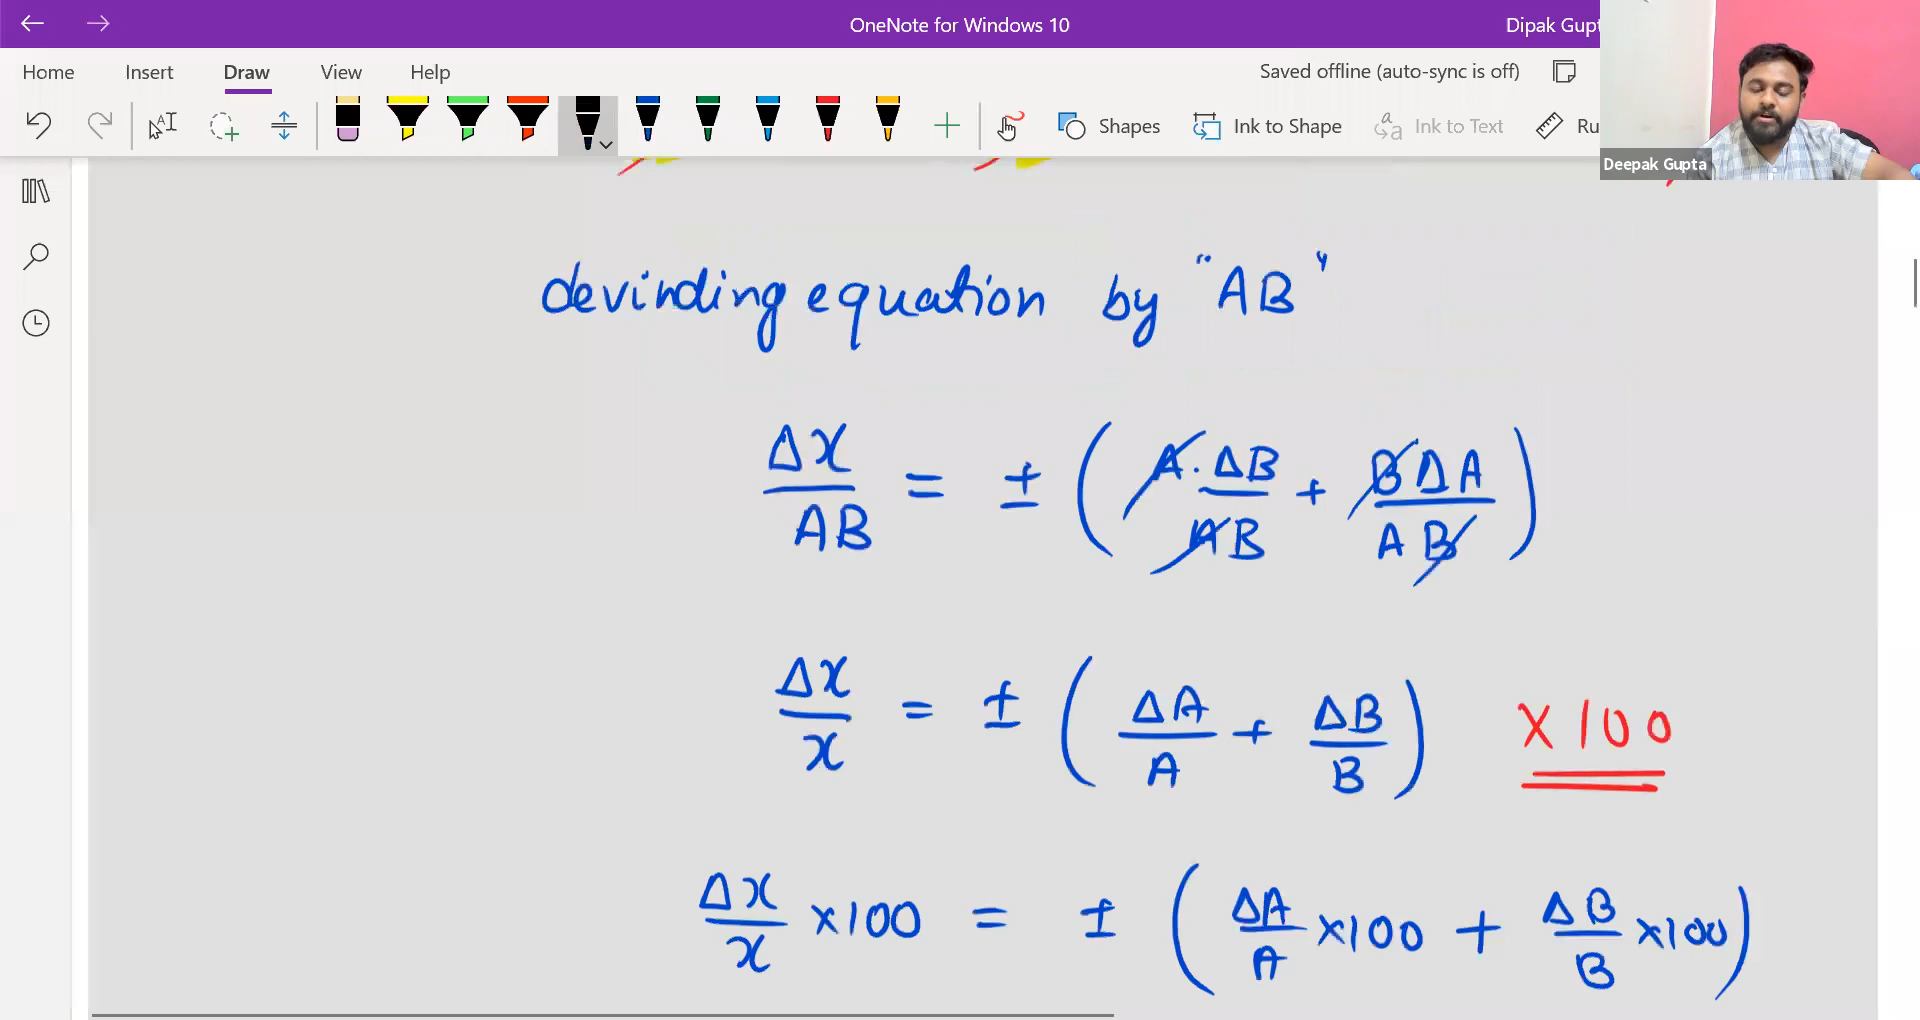 OneNote for Windows 10
Dipak Gupt
Home Insert Draw View Help
Saved offline (auto-sync is off)
Shapes Ink to Shape Ink to Text Ru
Deepak Gupta
devinding equation by "AB"
Δx/AB = ± (A·ΔB/AB + BΔA/AB)
Δx/x = ± (ΔA/A + ΔB/B) ×100
Δx/x ×100 = ± (ΔA/A ×100 + ΔB/B ×100)